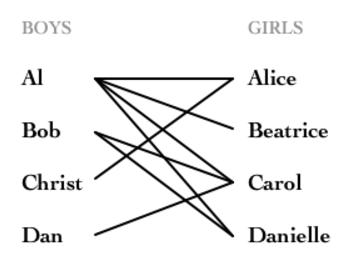 BOYS GIRLS
Al Alice
Bob Beatrice
Christ Carol
Dan Danielle